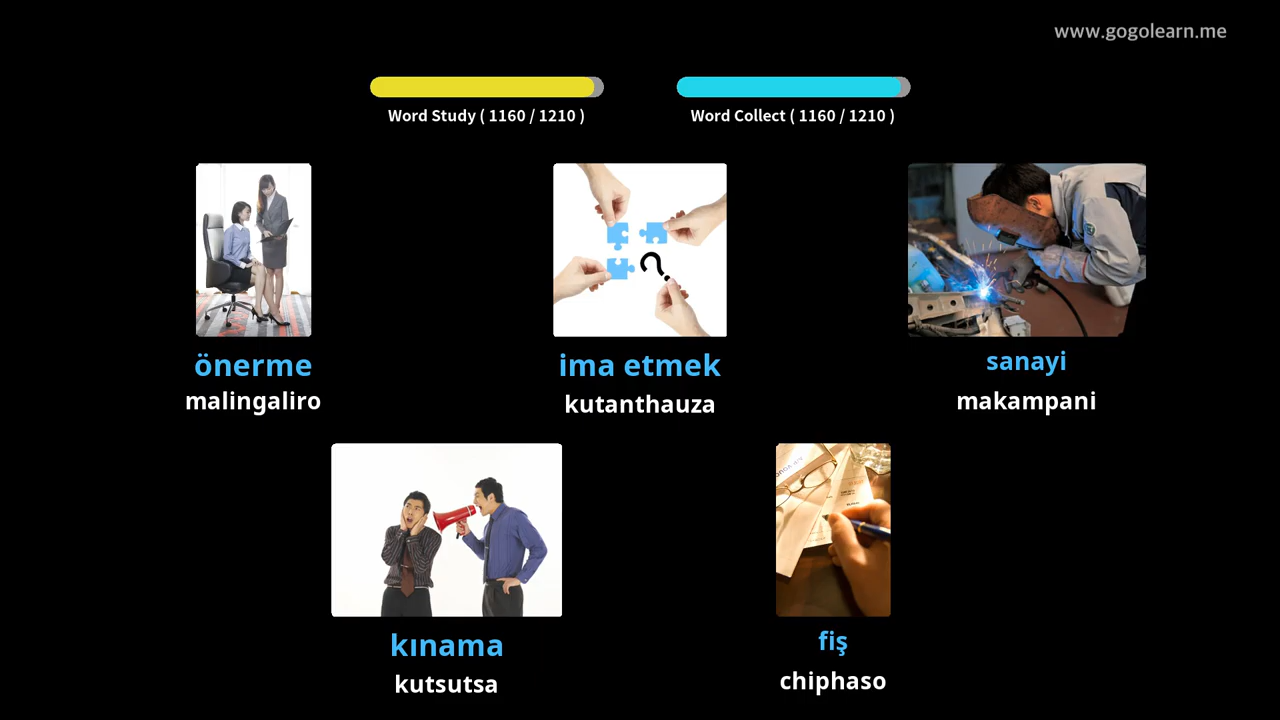 www.gogolearn.me
Word Study ( 1160 / 1210 )
Word Collect ( 1160 / 1210 )
önerme
malingaliro
ima etmek
kutanthauza
sanayi
makampani
kınama
kutsutsa
fiş
chiphaso